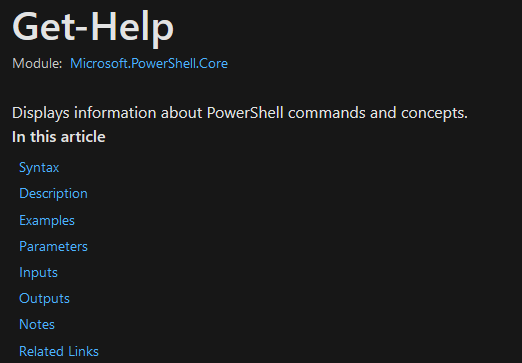 Get-Help
Module: Microsoft.PowerShell.Core
Displays information about PowerShell commands and concepts.
In this article
Syntax
Description
Examples
Parameters
Inputs
Outputs
Notes
Related Links